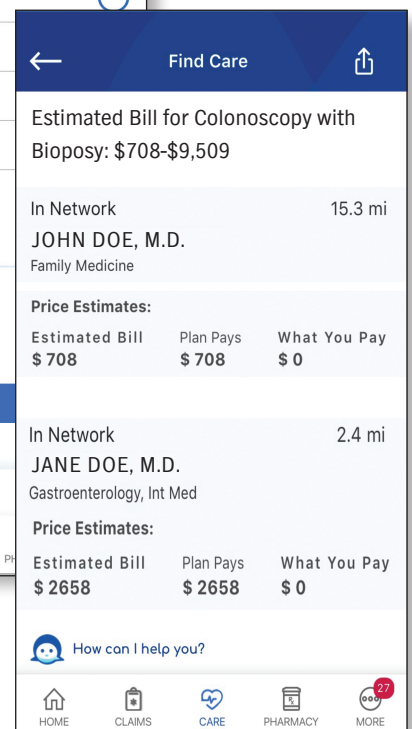 Find Care
Estimated Bill for Colonoscopy with
Bioposy: $708-$9,509
In Network 15.3 mi
JOHN DOE, M.D.
Family Medicine
Price Estimates:
Estimated Bill Plan Pays What You Pay
$ 708 $ 708 $ 0
In Network 2.4 mi
JANE DOE, M.D.
Gastroenterology, Int Med
Price Estimates:
Estimated Bill Plan Pays What You Pay
$ 2658 $ 2658 $ 0
PH
How can I help you?
27
HOME CLAIMS CARE PHARMACY MORE